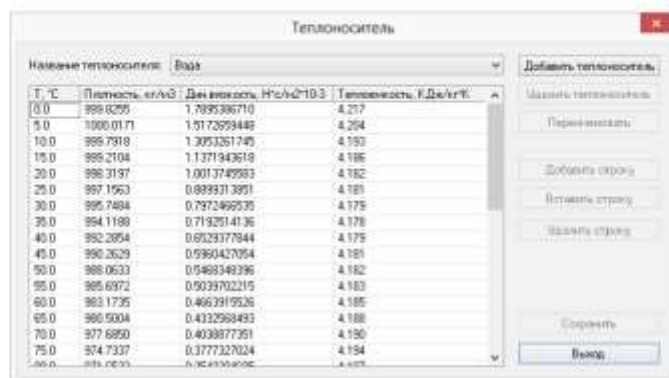 Теплоноситель
Название теплоносителя: Вода
Добавить теплоноситель
Удалить теплоноситель
Переименовать
Добавить строку
Вставить строку
Удалить строку
Сохранить
Выход
T, °C Плотность, кг/м3 Дин.вязкость, Н*с/м2*10-3 Теплоемкость, КДж/кг*К
0.0 999.8255 1.7895386710 4.217
5.0 1000.0171 1.5172659448 4.204
10.0 999.7918 1.3053261745 4.193
15.0 999.2104 1.1371943618 4.186
20.0 998.3197 1.0013745583 4.182
25.0 997.1563 0.8899313851 4.181
30.0 995.7484 0.7972466535 4.179
35.0 994.1188 0.7192514136 4.178
40.0 992.2854 0.6529377844 4.179
45.0 990.2629 0.5960427054 4.181
50.0 988.0633 0.5468348396 4.182
55.0 985.6972 0.5039702215 4.183
60.0 983.1735 0.4663915526 4.185
65.0 980.5004 0.4332568493 4.188
70.0 977.6850 0.4038877351 4.190
75.0 974.7337 0.3777327024 4.194